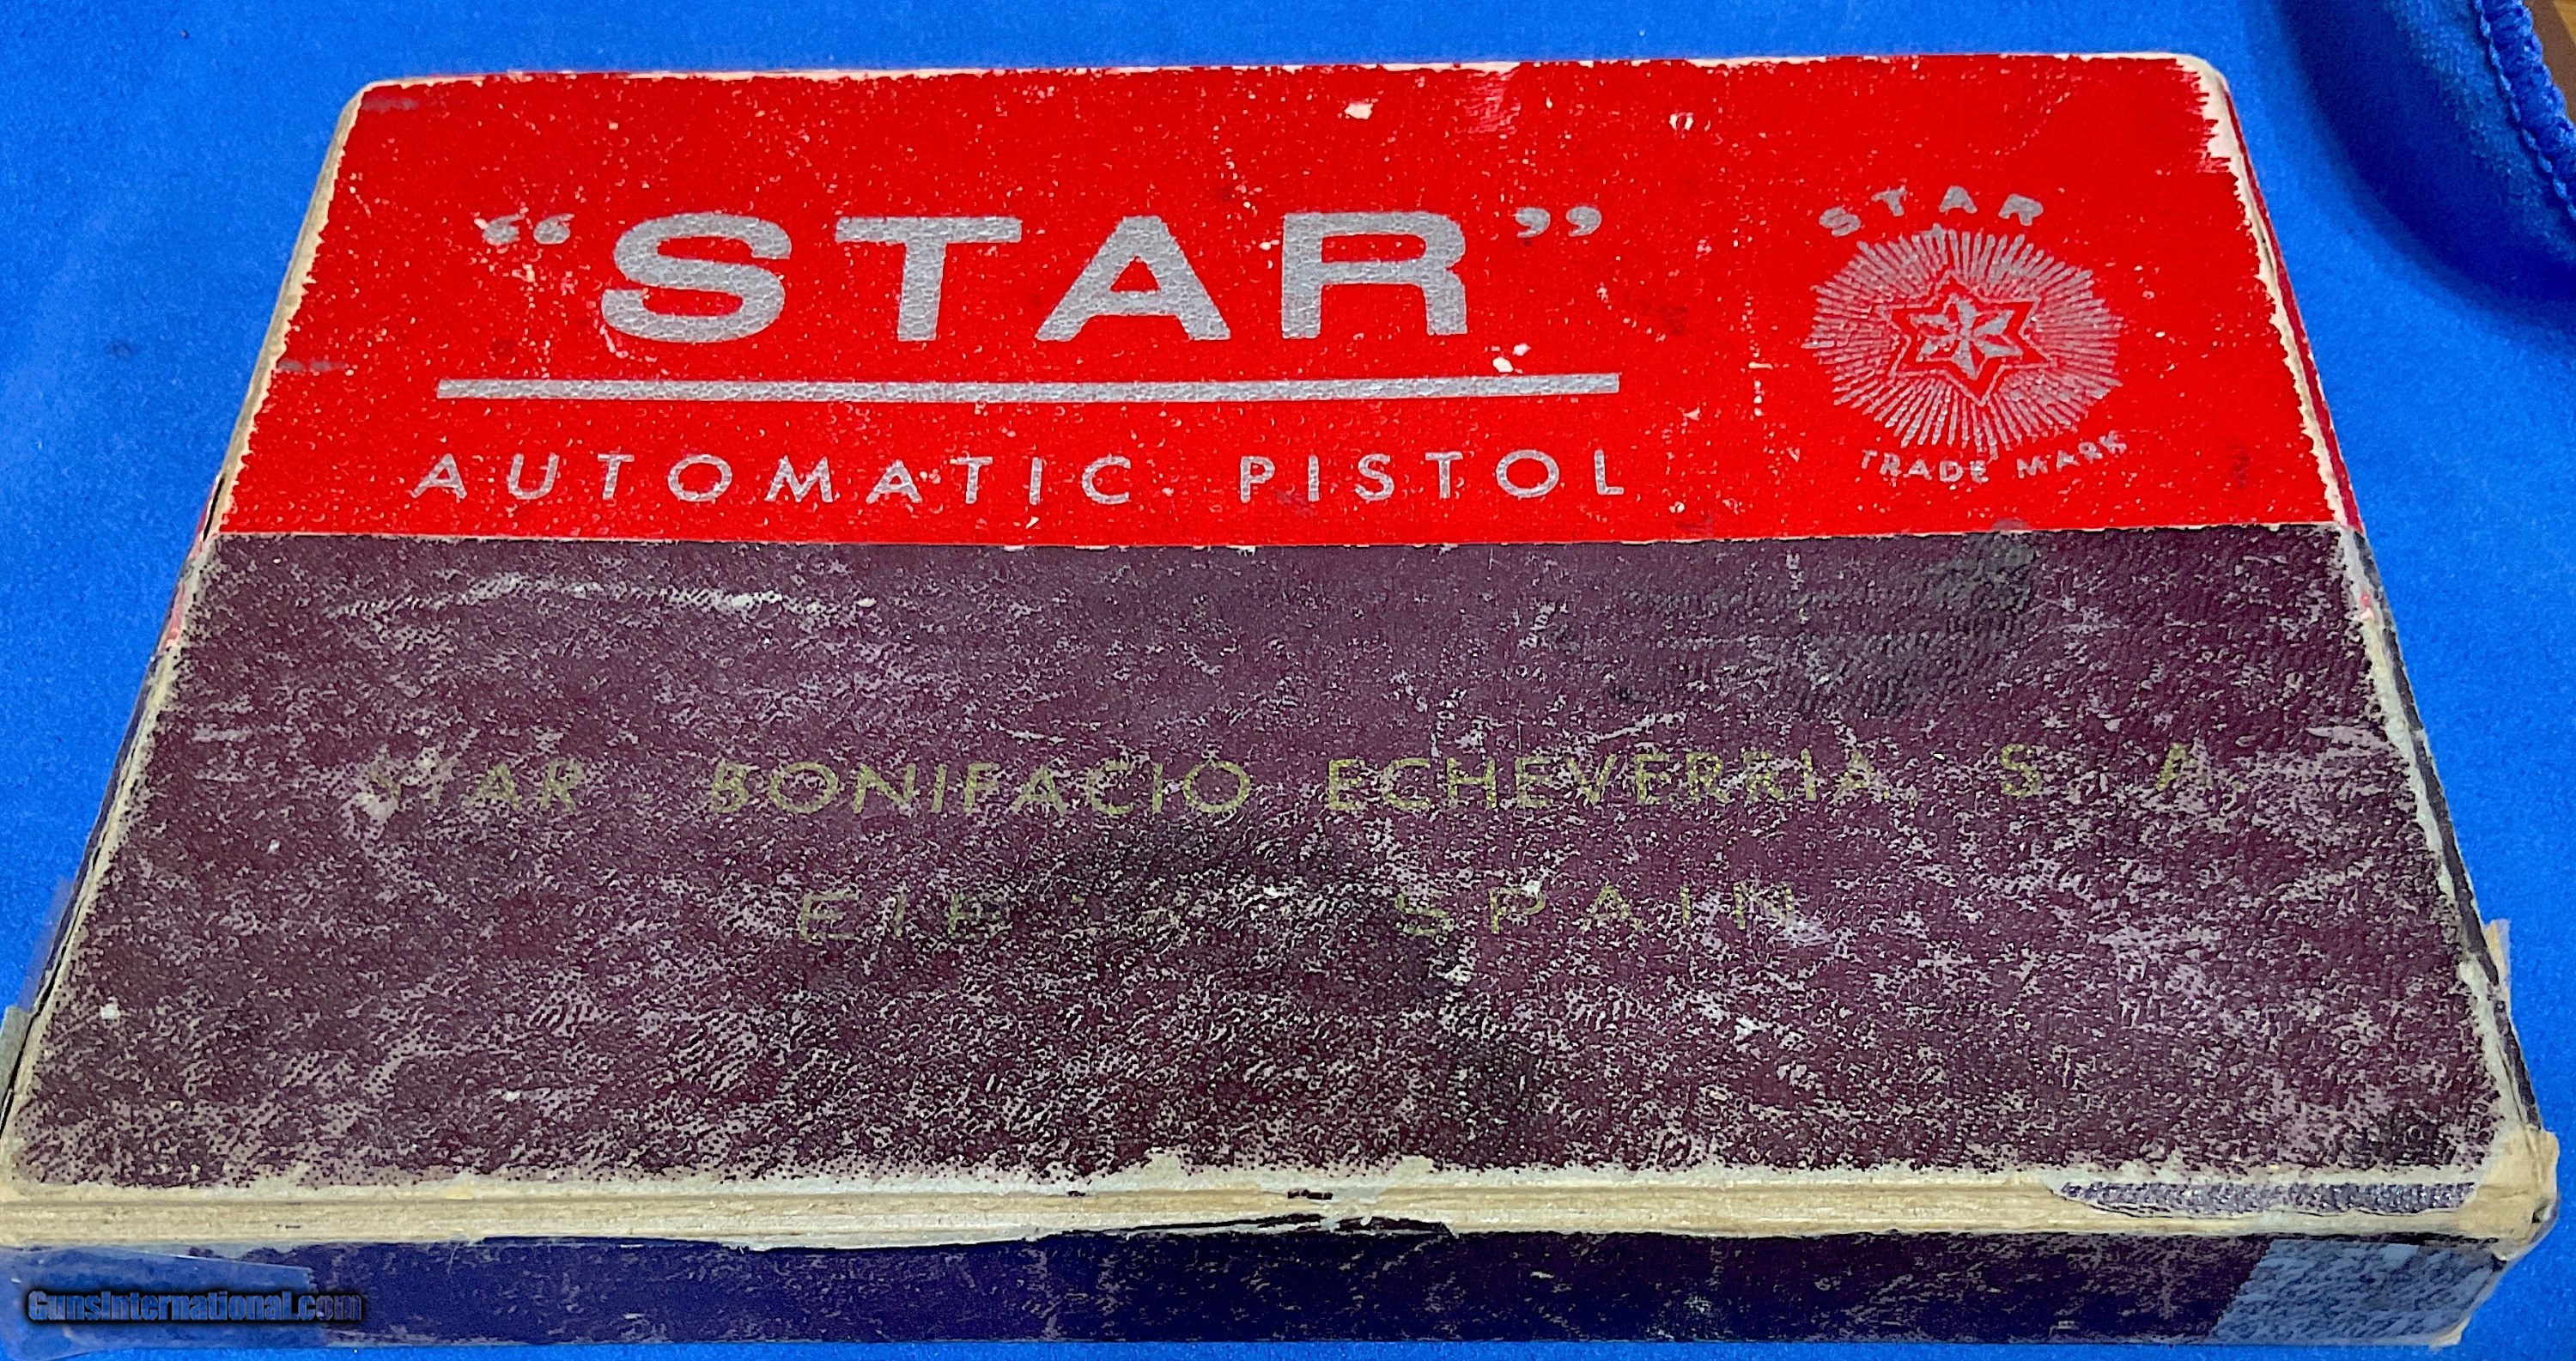 “STAR”
AUTOMATIC PISTOL
STAR
TRADE MARK
STAR BONIFACIO ECHEVERRIA, S. A.
SPAIN
GunsInternational.com